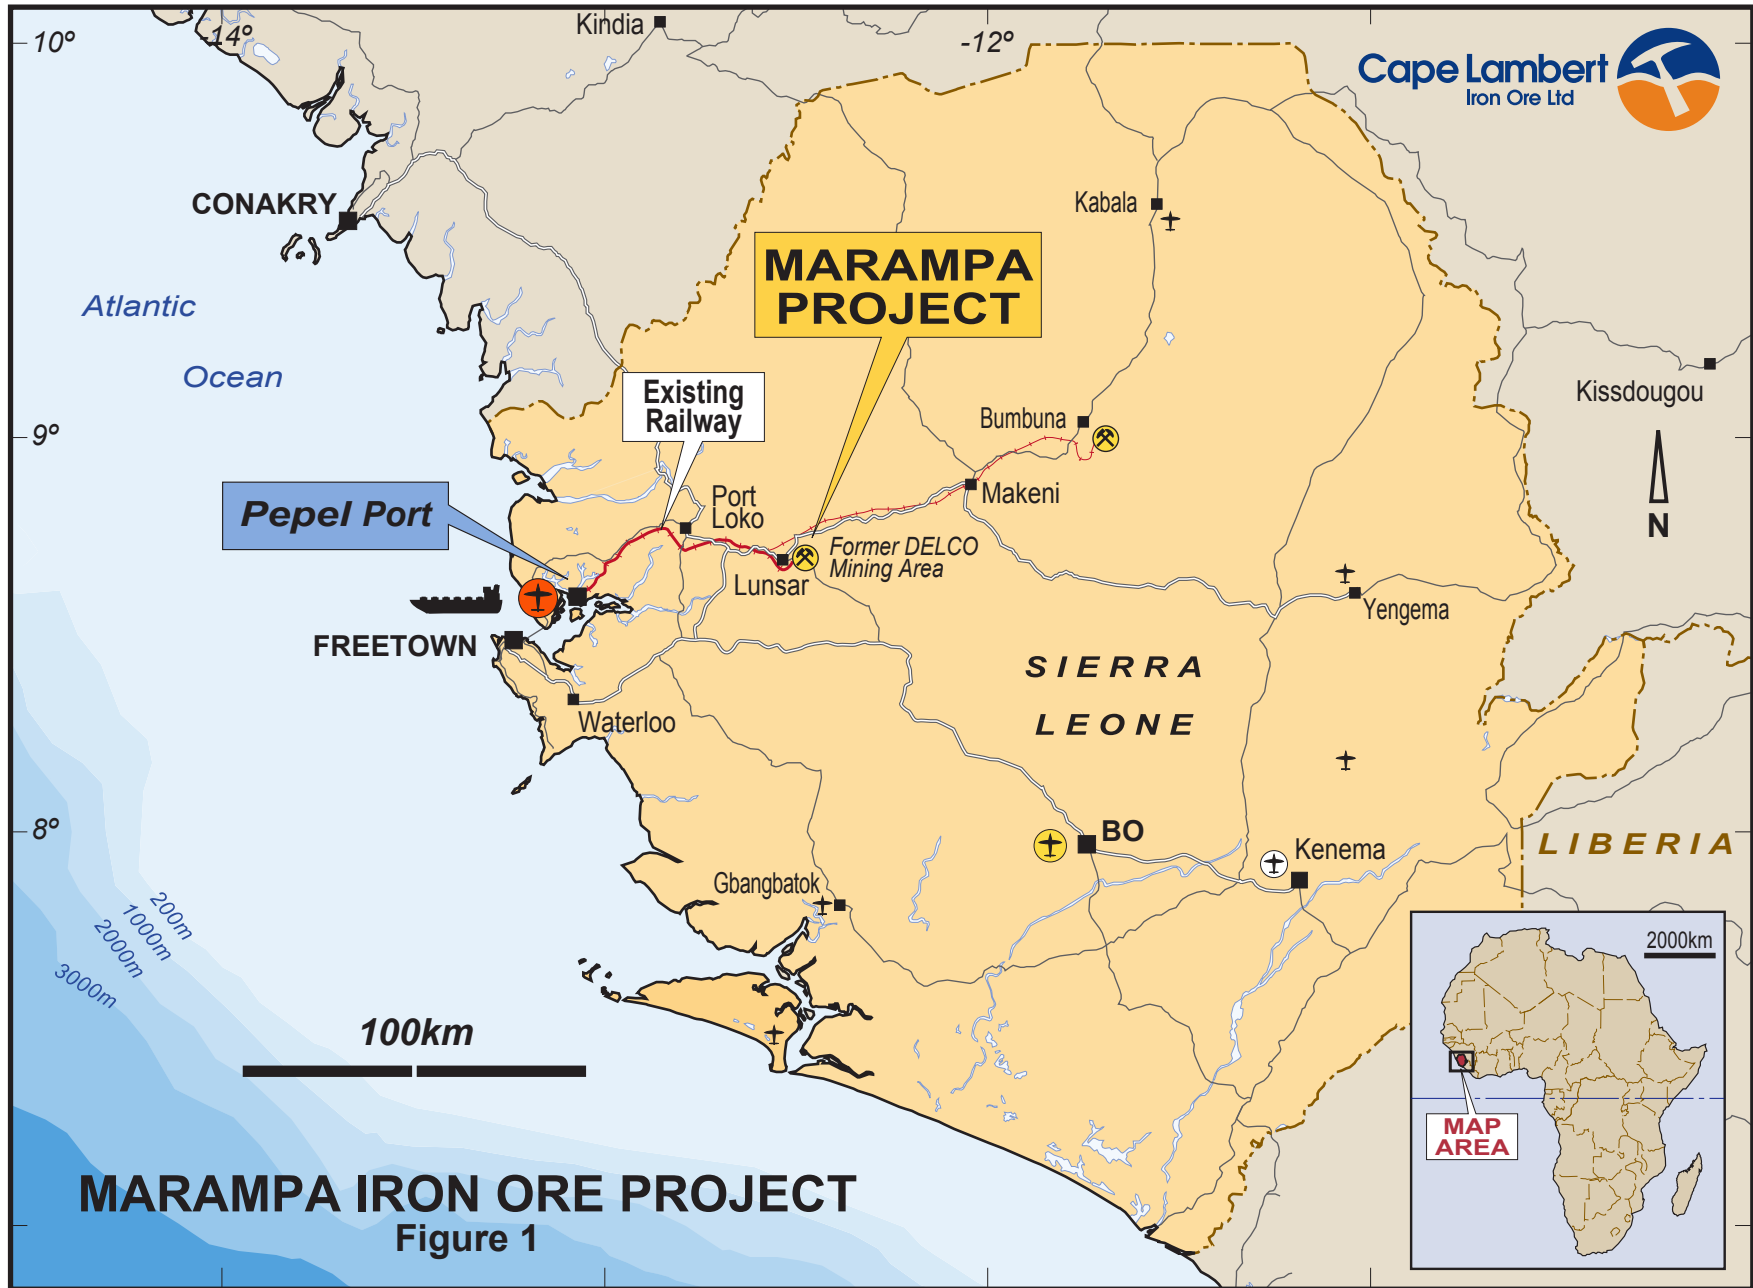 10º
-14º
Kindia
-12º
Cape Lambert
Iron Ore Ltd
CONAKRY
Kabala
MARAMPA
PROJECT
Atlantic
Ocean
Existing
Railway
Kissdougou
9º
Bumbuna
N
Pepel Port
Port
Loko
Makeni
Former DELCO
Mining Area
Lunsar
Yengema
FREETOWN
SIERRA
LEONE
Waterloo
8º
BO
Kenema
LIBERIA
Gbangbatok
200m
1000m
2000m
3000m
2000km
100km
MAP
AREA
MARAMPA IRON ORE PROJECT
Figure 1